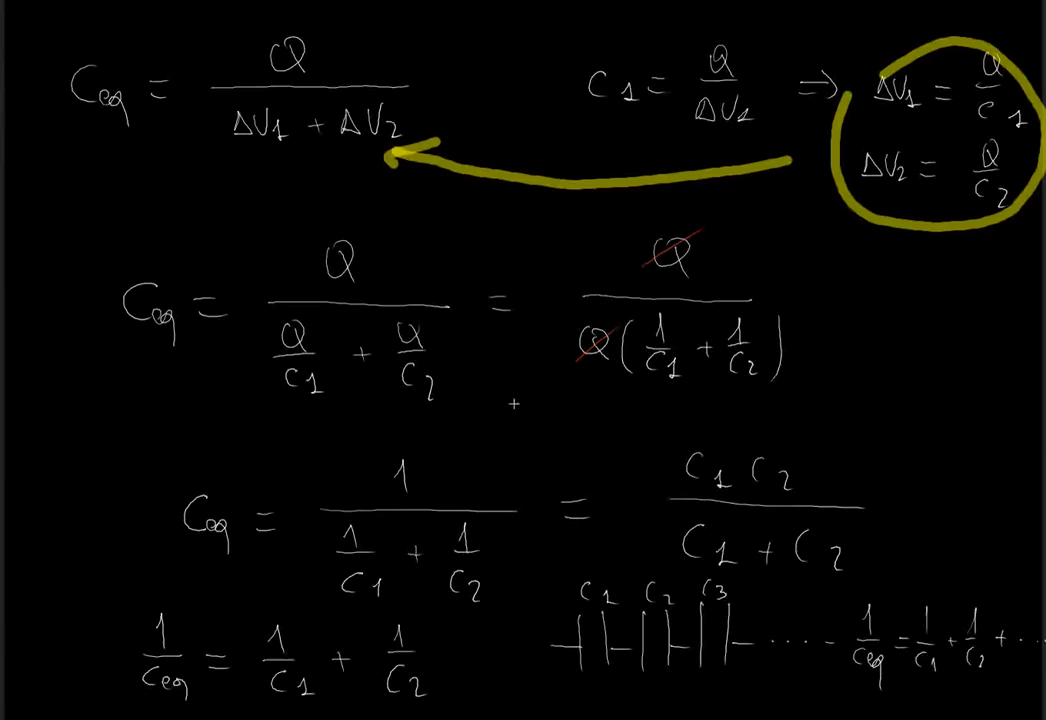 Ceq = Q / (ΔV1 + ΔV2)   C1 = Q / ΔV1 ⇒ ΔV1 = Q / C1
ΔV2 = Q / C2
Ceq = Q / (Q/C1 + Q/C2) = Q / (Q (1/C1 + 1/C2))
Ceq = 1 / (1/C1 + 1/C2) = C1 C2 / (C1 + C2)
C1 C2 C3
1/Ceq = 1/C1 + 1/C2   ..... 1/Ceq = 1/C1 + 1/C2 + ...